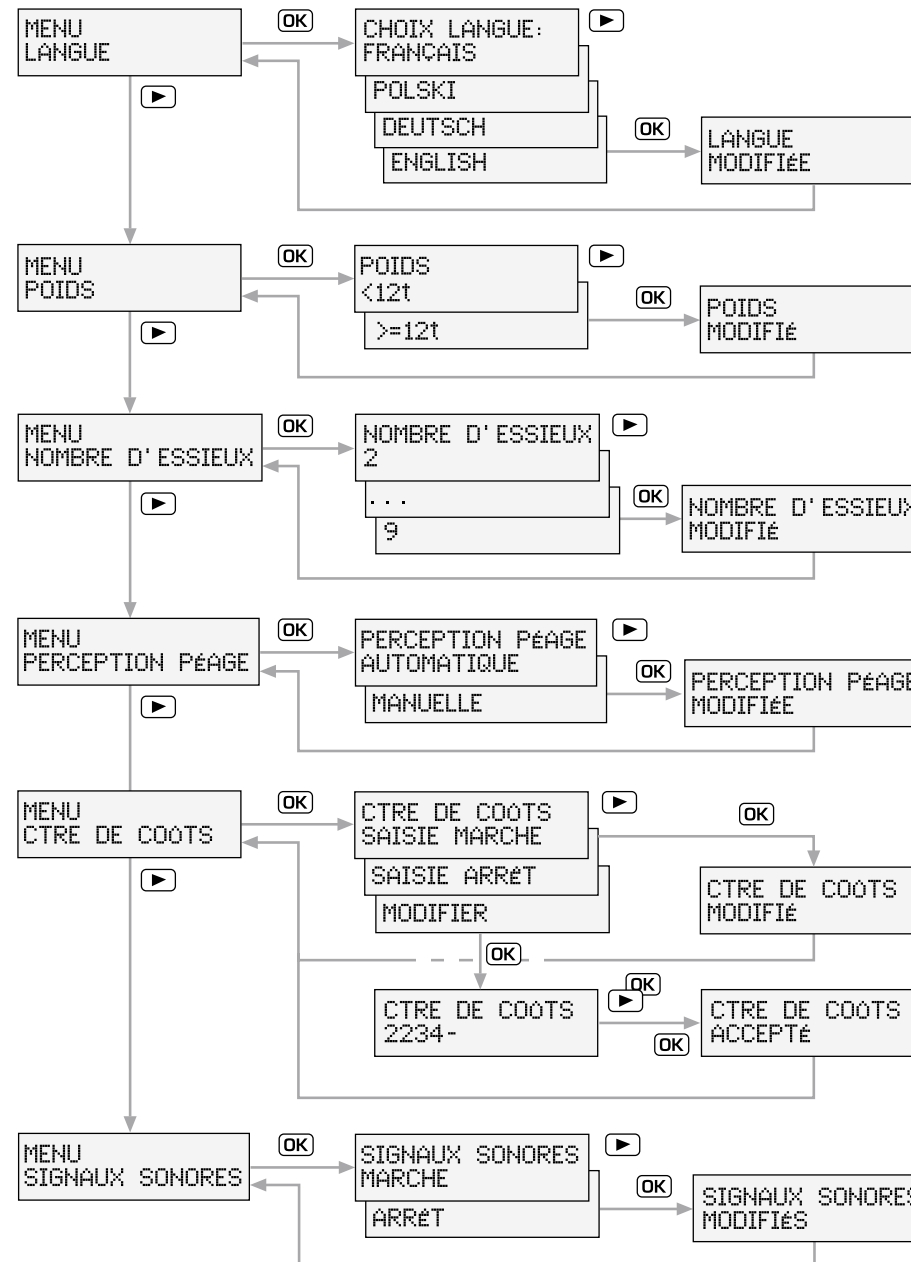 MENU
LANGUE
OK
CHOIX LANGUE:
FRANÇAIS
POLSKI
DEUTSCH
ENGLISH
OK
LANGUE
MODIFIÉE
MENU
POIDS
OK
POIDS
<12t
>=12t
OK
POIDS
MODIFIÉ
MENU
NOMBRE D'ESSIEUX
OK
NOMBRE D'ESSIEUX
2
...
9
OK
NOMBRE D'ESSIEUX
MODIFIÉ
MENU
PERCEPTION PÉAGE
OK
PERCEPTION PÉAGE
AUTOMATIQUE
MANUELLE
OK
PERCEPTION PÉAGE
MODIFIÉE
MENU
CTRE DE COÛTS
OK
CTRE DE COÛTS
SAISIE MARCHE
SAISIE ARRÊT
MODIFIER
OK
CTRE DE COÛTS
MODIFIÉ
OK
CTRE DE COÛTS
2234-
OK
OK
CTRE DE COÛTS
ACCEPTÉ
MENU
SIGNAUX SONORES
OK
SIGNAUX SONORES
MARCHE
ARRÊT
OK
SIGNAUX SONORES
MODIFIÉS